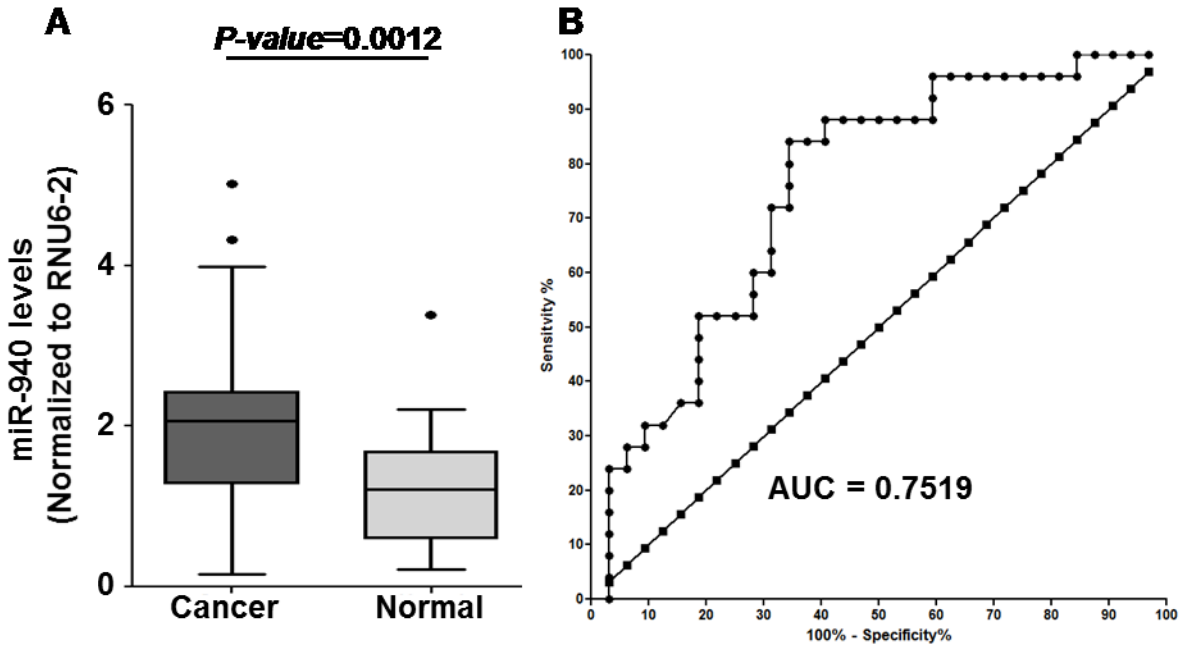 A
P-value=0.0012
miR-940 levels
(Normalized to RNU6-2)
6
4
2
0
Cancer
Normal
B
Sensitvity %
100
90
80
70
60
50
40
30
20
10
0
AUC = 0.7519
0 10 20 30 40 50 60 70 80 90 100
100% - Specificity%